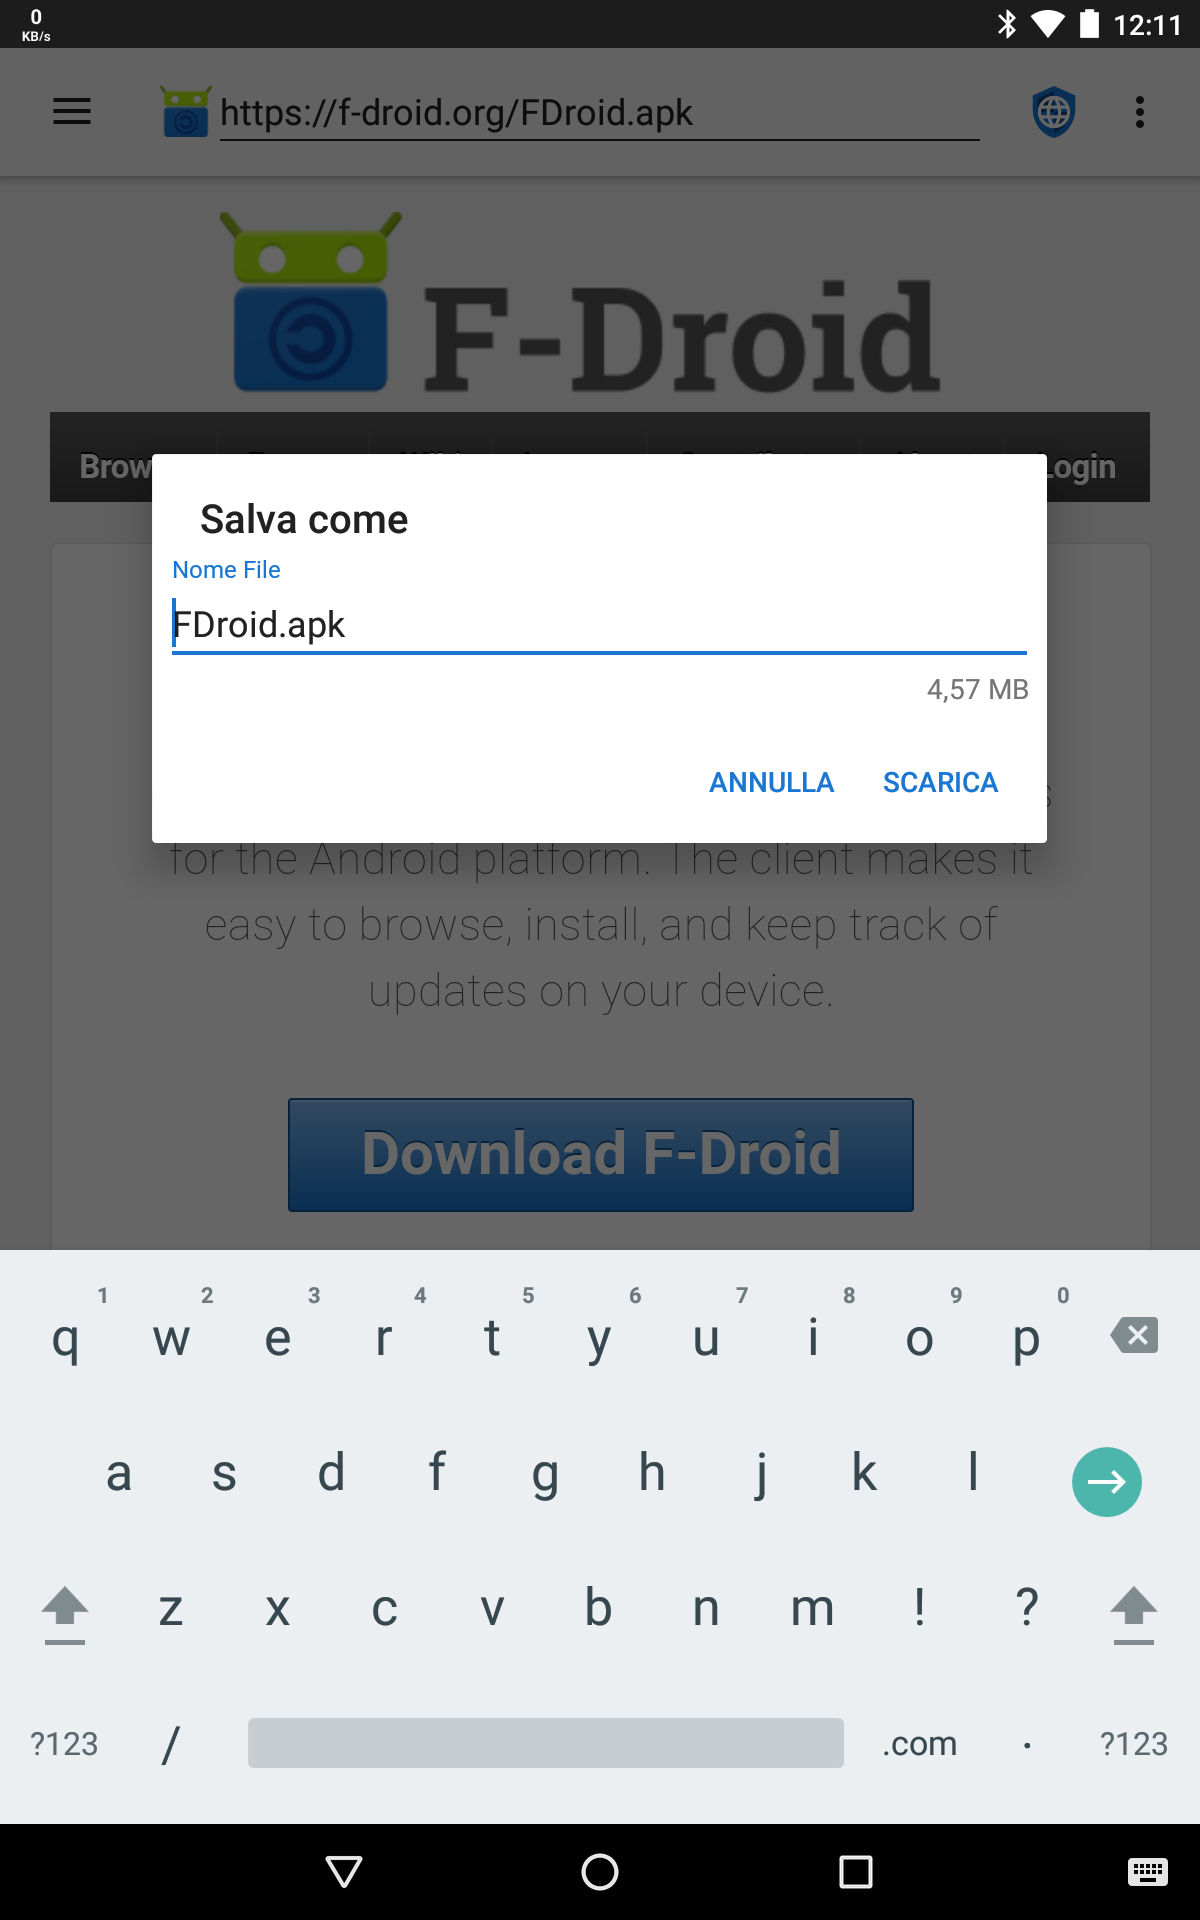 0
KB/s
12:11
https://f-droid.org/FDroid.apk
F-Droid
Login
Salva come
Nome File
FDroid.apk
4,57 MB
ANNULLA SCARICA
for the Android platform. The client makes it
easy to browse, install, and keep track of
updates on your device.
Download F-Droid
1 2 3 4 5 6 7 8 9 0
q w e r t y u i o p
a s d f g h j k l
z x c v b n m ! ?
?123 / .com . ?123